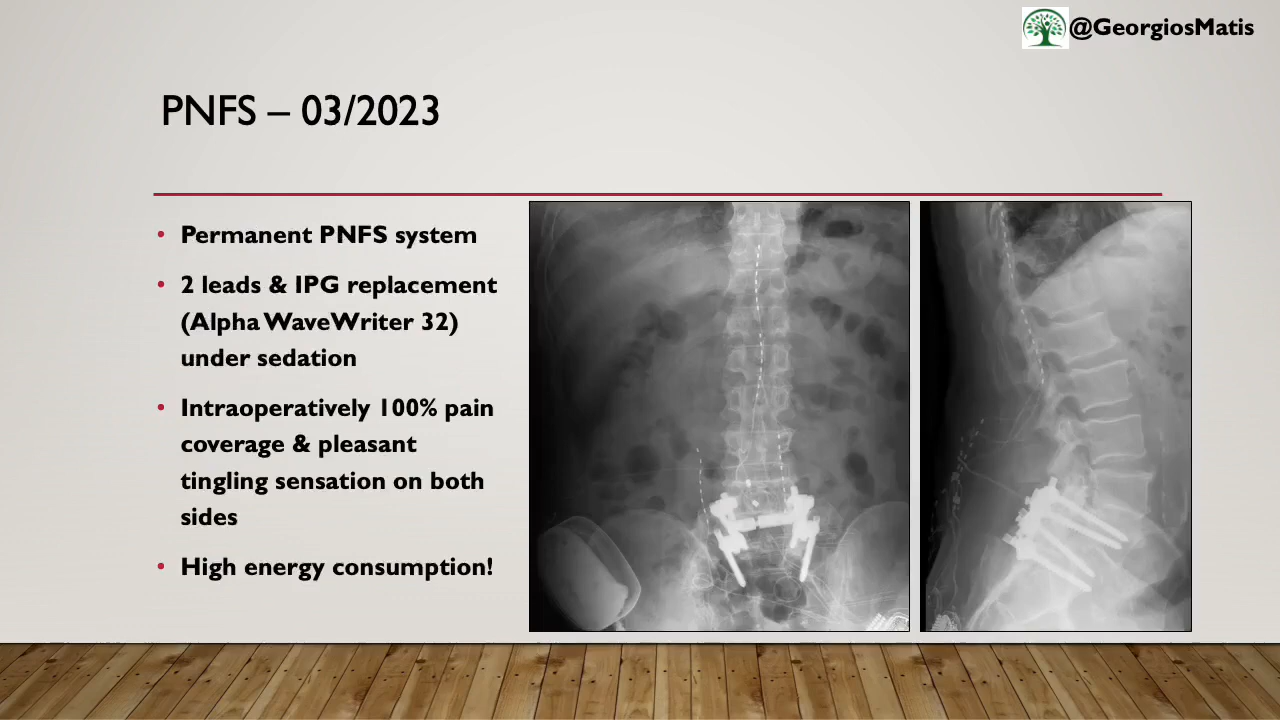 @GeorgiosMatis
PNFS – 03/2023
• Permanent PNFS system
• 2 leads & IPG replacement
(Alpha WaveWriter 32)
under sedation
• Intraoperatively 100% pain
coverage & pleasant
tingling sensation on both
sides
• High energy consumption!